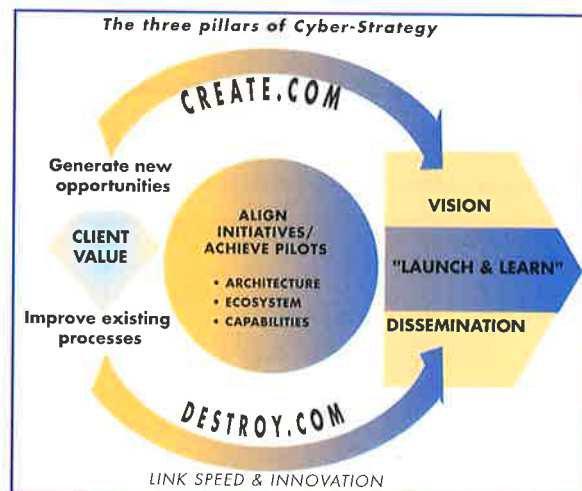 The three pillars of Cyber-Strategy
CREATE.COM
Generate new
opportunities
CLIENT
VALUE
Improve existing
processes
ALIGN
INITIATIVES/
ACHIEVE PILOTS
• ARCHITECTURE
• ECOSYSTEM
• CAPABILITIES
VISION
"LAUNCH & LEARN"
DISSEMINATION
DESTROY.COM
LINK SPEED & INNOVATION